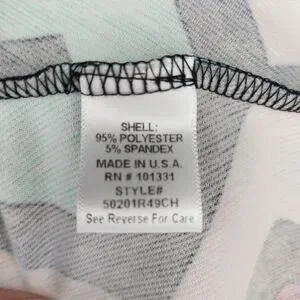 SHELL:
95% POLYESTER
5% SPANDEX
MADE IN U.S.A.
RN # 101331
STYLE#
50201R49CH
See Reverse For Care